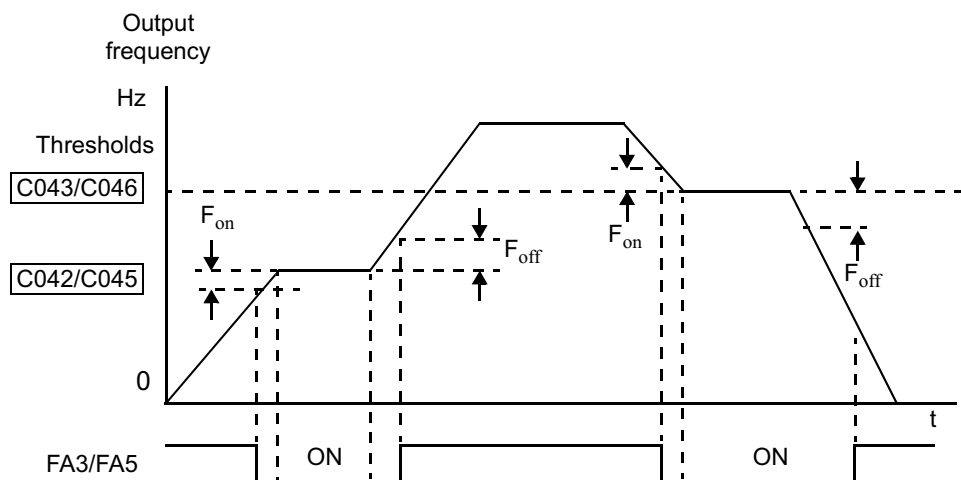 Output
frequency
Hz
Thresholds
C043/C046
Fon
Fon
Foff
Foff
C042/C045
0
t
FA3/FA5
ON
ON